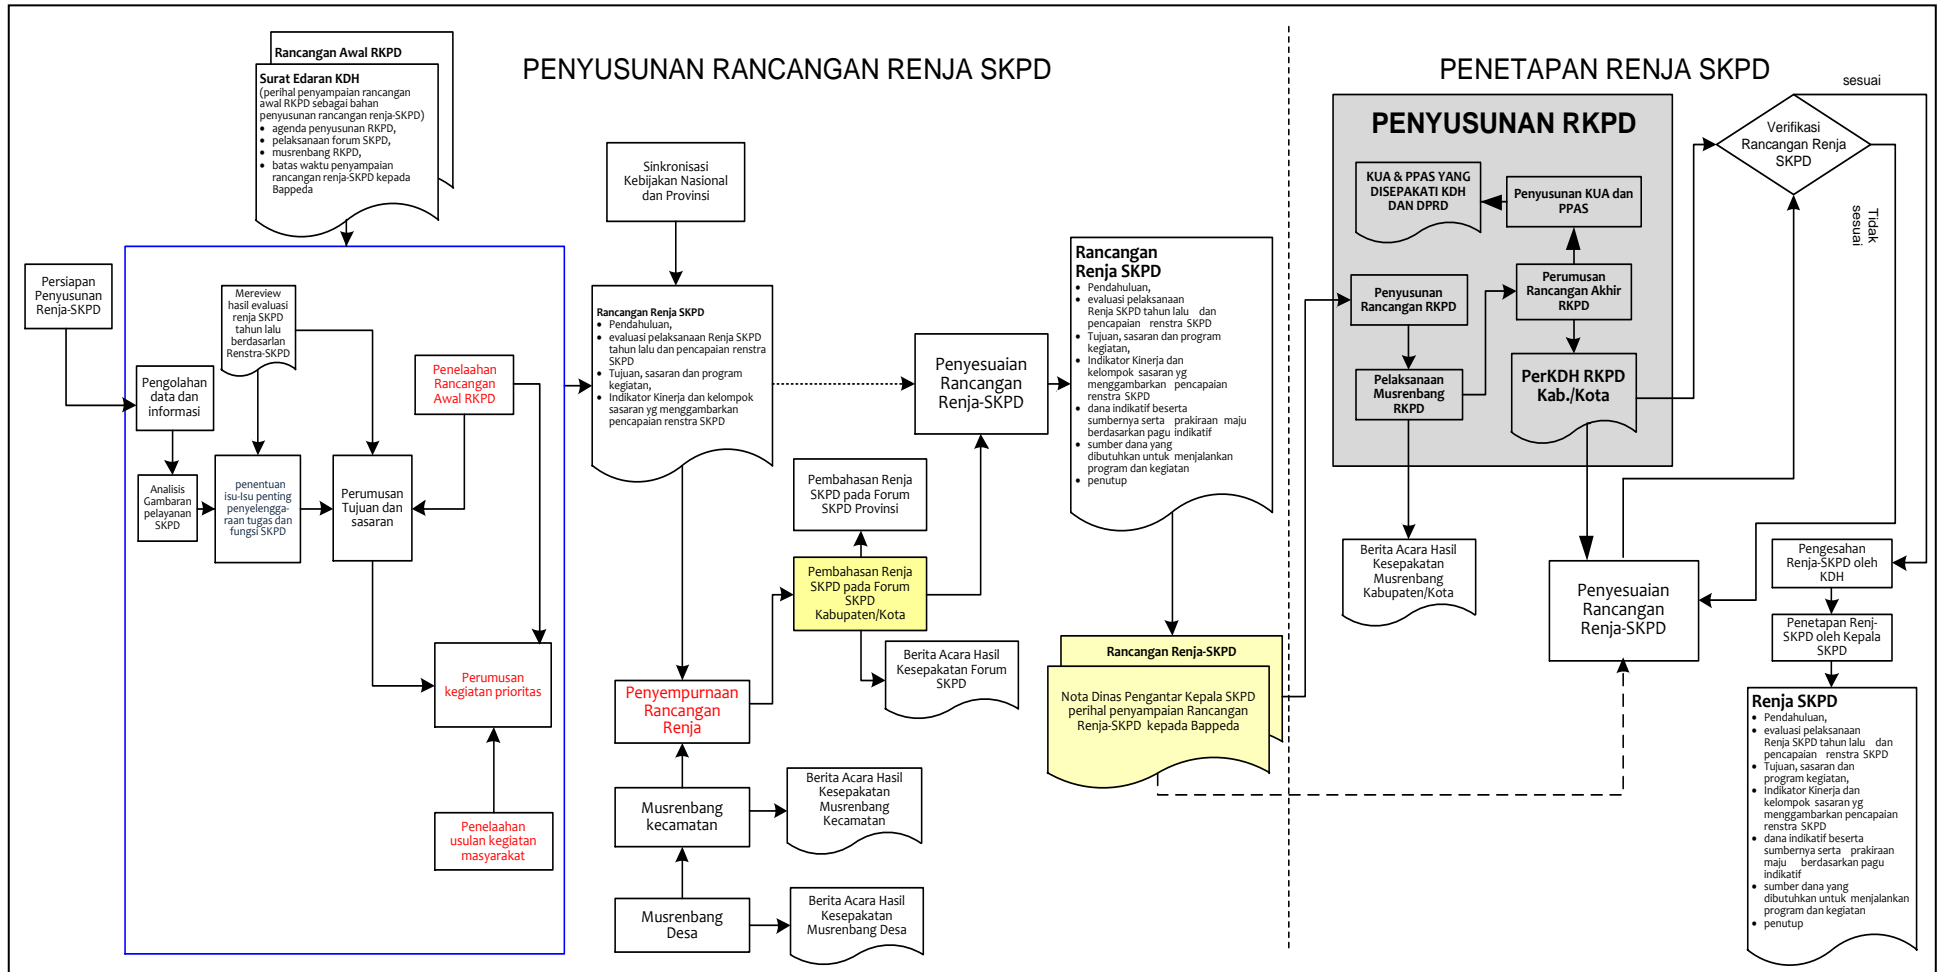 PENYUSUNAN RANCANGAN RENJA SKPD
PENETAPAN RENJA SKPD
Rancangan Awal RKPD
Surat Edaran KDH
(perihal penyampaian rancangan
awal RKPD sebagai bahan
penyusunan rancangan renja-SKPD)
• agenda penyusunan RKPD,
• pelaksanaan forum SKPD,
• musrenbang RKPD,
• batas waktu penyampaian
rancangan renja-SKPD kepada
Bappeda
Persiapan
Penyusunan
Renja-SKPD
Mereview
hasil evaluasi
renja SKPD
tahun lalu
berdasarlan
Renstra-SKPD
Pengolahan
data dan
informasi
Penelaahan
Rancangan
Awal RKPD
Analisis
Gambaran
pelayanan
SKPD
penentuan
isu-Isu penting
penyelengga-
raan tugas dan
fungsi SKPD
Perumusan
Tujuan dan
sasaran
Perumusan
kegiatan prioritas
Penelaahan
usulan kegiatan
masyarakat
Sinkronisasi
Kebijakan Nasional
dan Provinsi
Rancangan Renja SKPD
• Pendahuluan,
• evaluasi pelaksanaan Renja SKPD
tahun lalu dan pencapaian renstra
SKPD
• Tujuan, sasaran dan program
kegiatan,
• Indikator Kinerja dan kelompok
sasaran yg menggambarkan
pencapaian renstra SKPD
Penyempurnaan
Rancangan
Renja
Musrenbang
kecamatan
Musrenbang
Desa
Berita Acara Hasil
Kesepakatan
Musrenbang
Kecamatan
Berita Acara Hasil
Kesepakatan
Musrenbang Desa
Pembahasan Renja
SKPD pada Forum
SKPD Provinsi
Pembahasan Renja
SKPD pada Forum
SKPD
Kabupaten/Kota
Berita Acara Hasil
Kesepakatan Forum
SKPD
Penyesuaian
Rancangan
Renja-SKPD
Rancangan
Renja SKPD
• Pendahuluan,
• evaluasi pelaksanaan
Renja SKPD tahun lalu dan
pencapaian renstra SKPD
• Tujuan, sasaran dan program
kegiatan,
• Indikator Kinerja dan
kelompok sasaran yg
menggambarkan pencapaian
renstra SKPD
• dana indikatif beserta
sumbernya serta prakiraan maju
berdasarkan pagu indikatif
• sumber dana yang
dibutuhkan untuk menjalankan
program dan kegiatan
• penutup
Rancangan Renja-SKPD
Nota Dinas Pengantar Kepala SKPD
perihal penyampaian Rancangan
Renja-SKPD kepada Bappeda
PENYUSUNAN RKPD
KUA & PPAS YANG
DISEPAKATI KDH
DAN DPRD
Penyusunan KUA dan
PPAS
Penyusunan
Rancangan RKPD
Perumusan
Rancangan Akhir
RKPD
Pelaksanaan
Musrenbang
RKPD
PerKDH RKPD
Kab./Kota
Berita Acara Hasil
Kesepakatan
Musrenbang
Kabupaten/Kota
Penyesuaian
Rancangan
Renja-SKPD
sesuai
Verifikasi
Rancangan Renja
SKPD
Tidak
sesuai
Pengesahan
Renja-SKPD oleh
KDH
Penetapan Renj-
SKPD oleh Kepala
SKPD
Renja SKPD
• Pendahuluan,
• evaluasi pelaksanaan
Renja SKPD tahun lalu dan
pencapaian renstra SKPD
• Tujuan, sasaran dan
program kegiatan,
• Indikator Kinerja dan
kelompok sasaran yg
menggambarkan pencapaian
renstra SKPD
• dana indikatif beserta
sumbernya serta prakiraan
maju berdasarkan pagu
indikatif
• sumber dana yang
dibutuhkan untuk menjalankan
program dan kegiatan
• penutup